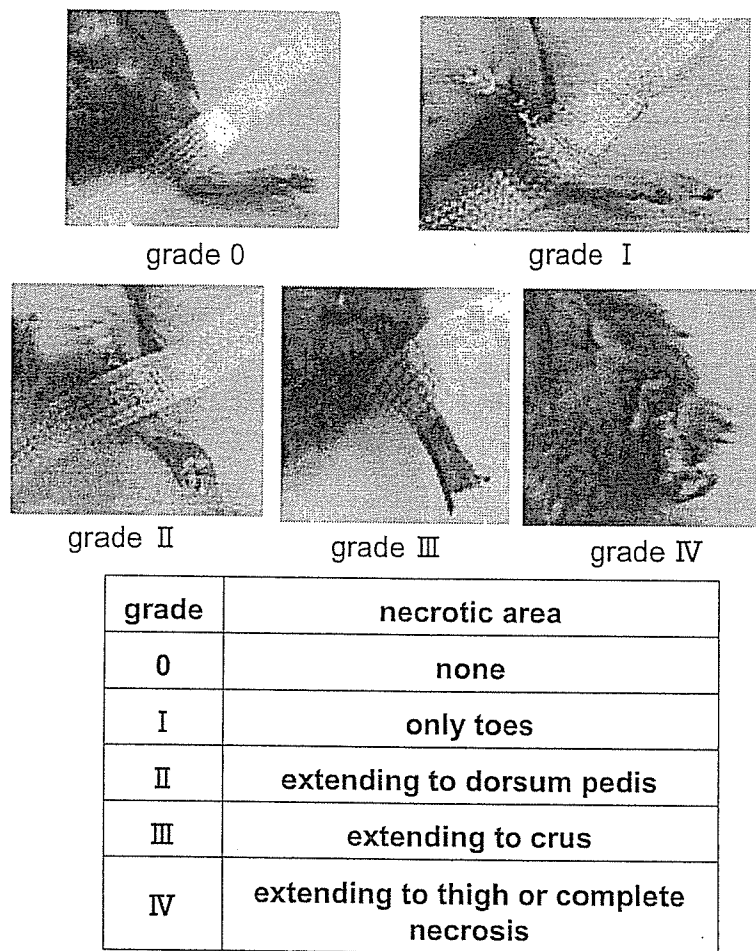 grade 0
grade Ⅰ
grade Ⅱ
grade Ⅲ
grade Ⅳ
grade necrotic area
0 none
Ⅰ only toes
Ⅱ extending to dorsum pedis
Ⅲ extending to crus
Ⅳ extending to thigh or complete
necrosis